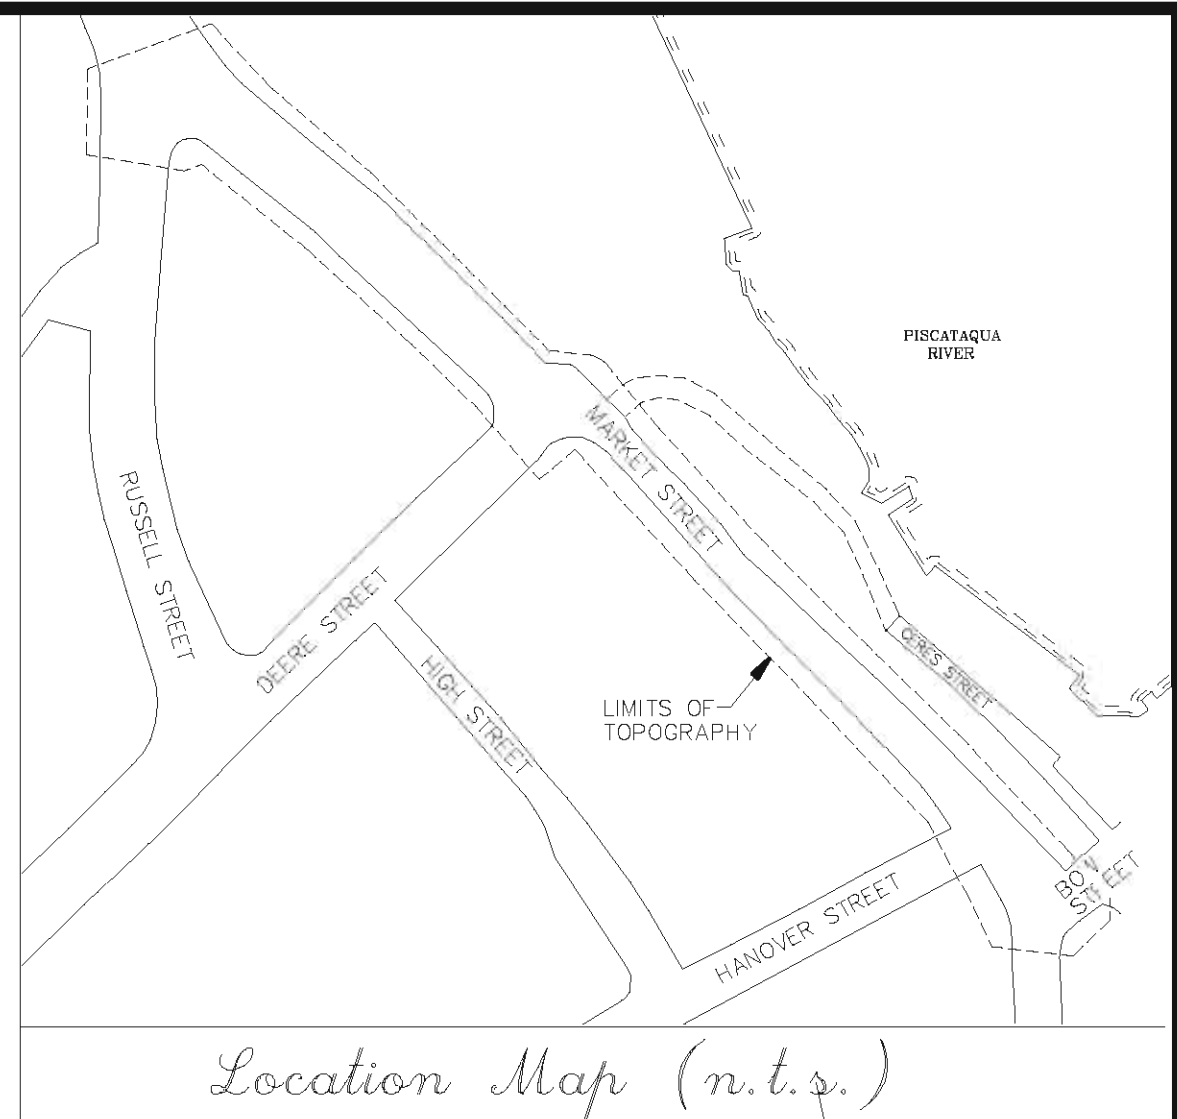 PISCATAQUA
RIVER
MARKET STREET
RUSSELL STREET
DEERE STREET
HIGH STREET
CERES STREET
LIMITS OF
TOPOGRAPHY
BOW
STREET
HANOVER STREET
Location Map (n.t.s.)